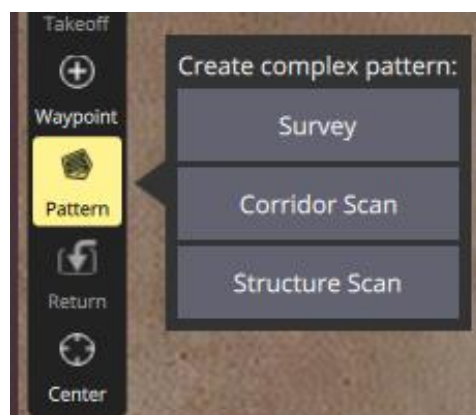 Takeoff
Waypoint
Pattern
Return
Center
Create complex pattern:
Survey
Corridor Scan
Structure Scan